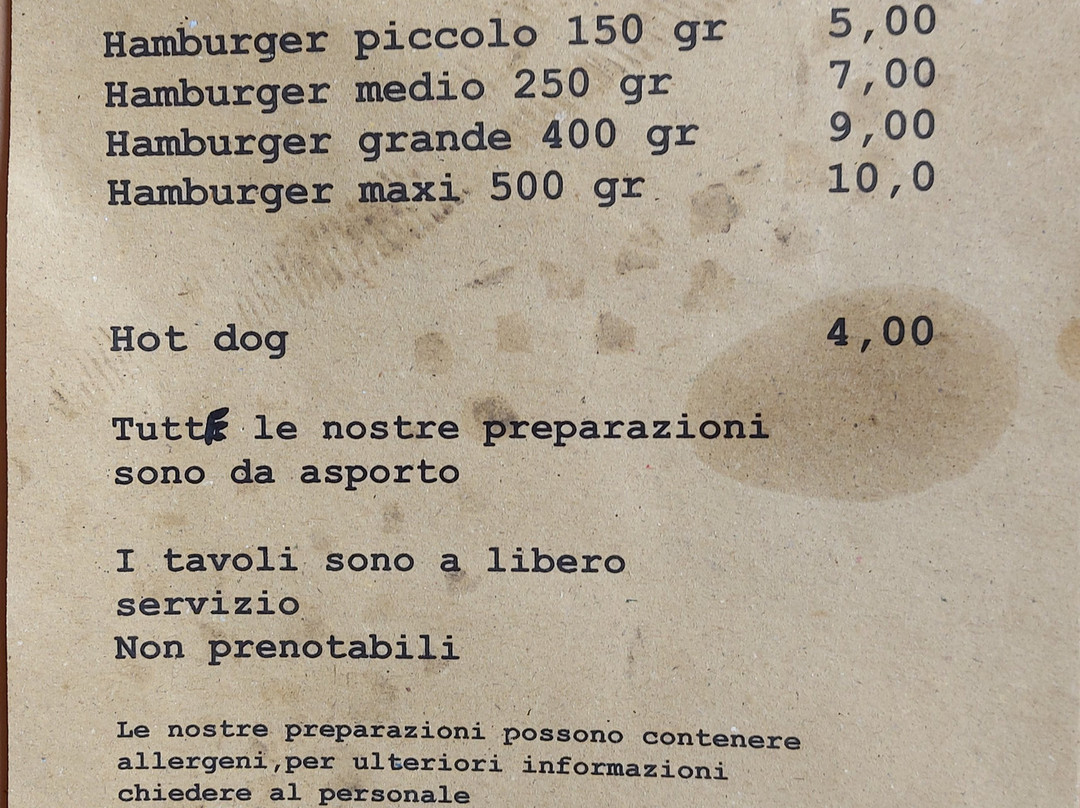 Hamburger piccolo 150 gr 5,00
Hamburger medio 250 gr 7,00
Hamburger grande 400 gr 9,00
Hamburger maxi 500 gr 10,0
Hot dog 4,00
TuttE le nostre preparazioni
sono da asporto
I tavoli sono a libero
servizio
Non prenotabili
Le nostre preparazioni possono contenere
allergeni,per ulteriori informazioni
chiedere al personale